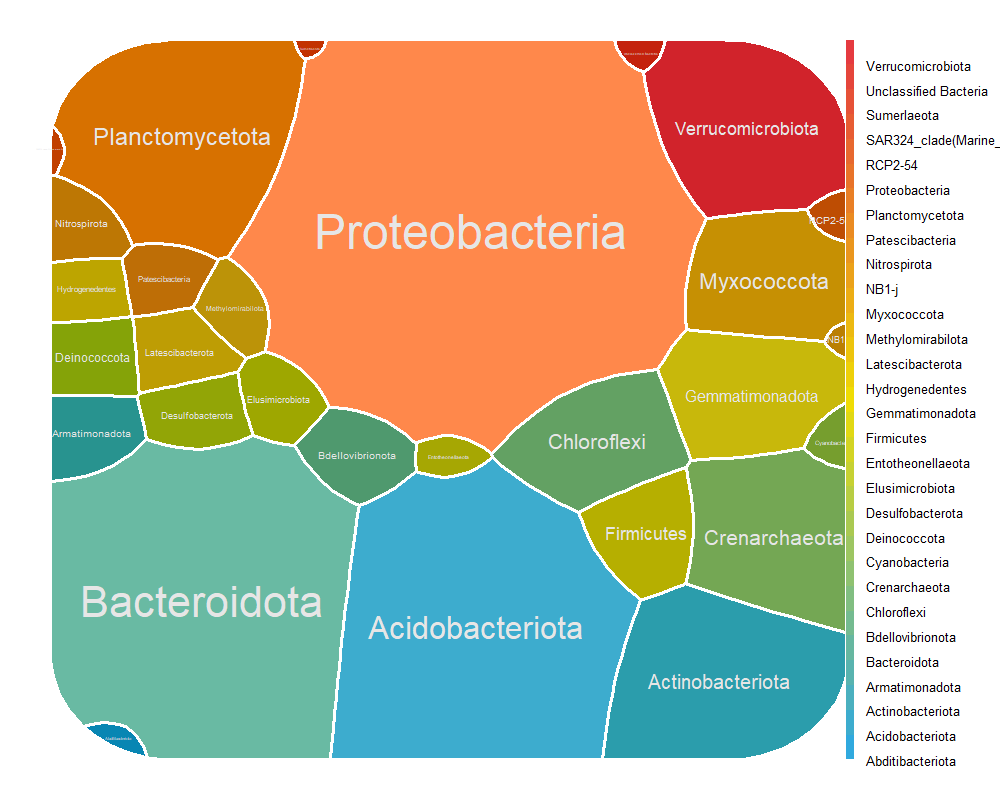 Planctomycetota
Proteobacteria
Verrucomicrobiota
Nitrospirota
RCP2-5
Patescibacteria
Myxococcota
Hydrogenedentes
Methylomirabilota
NB1
Deinococcota
Latescibacterota
Elusimicrobiota
Gemmatimonadota
Desulfobacterota
Armatimonadota
Chloroflexi
Cyanobacte
Bdellovibrionota
Entotheonellaeota
Firmicutes
Crenarchaeota
Bacteroidota
Acidobacteriota
Actinobacteriota
Verrucomicrobiota
Unclassified Bacteria
Sumerlaeota
SAR324_clade(Marine_
RCP2-54
Proteobacteria
Planctomycetota
Patescibacteria
Nitrospirota
NB1-j
Myxococcota
Methylomirabilota
Latescibacterota
Hydrogenedentes
Gemmatimonadota
Firmicutes
Entotheonellaeota
Elusimicrobiota
Desulfobacterota
Deinococcota
Cyanobacteria
Crenarchaeota
Chloroflexi
Bdellovibrionota
Bacteroidota
Armatimonadota
Actinobacteriota
Acidobacteriota
Abditibacteriota